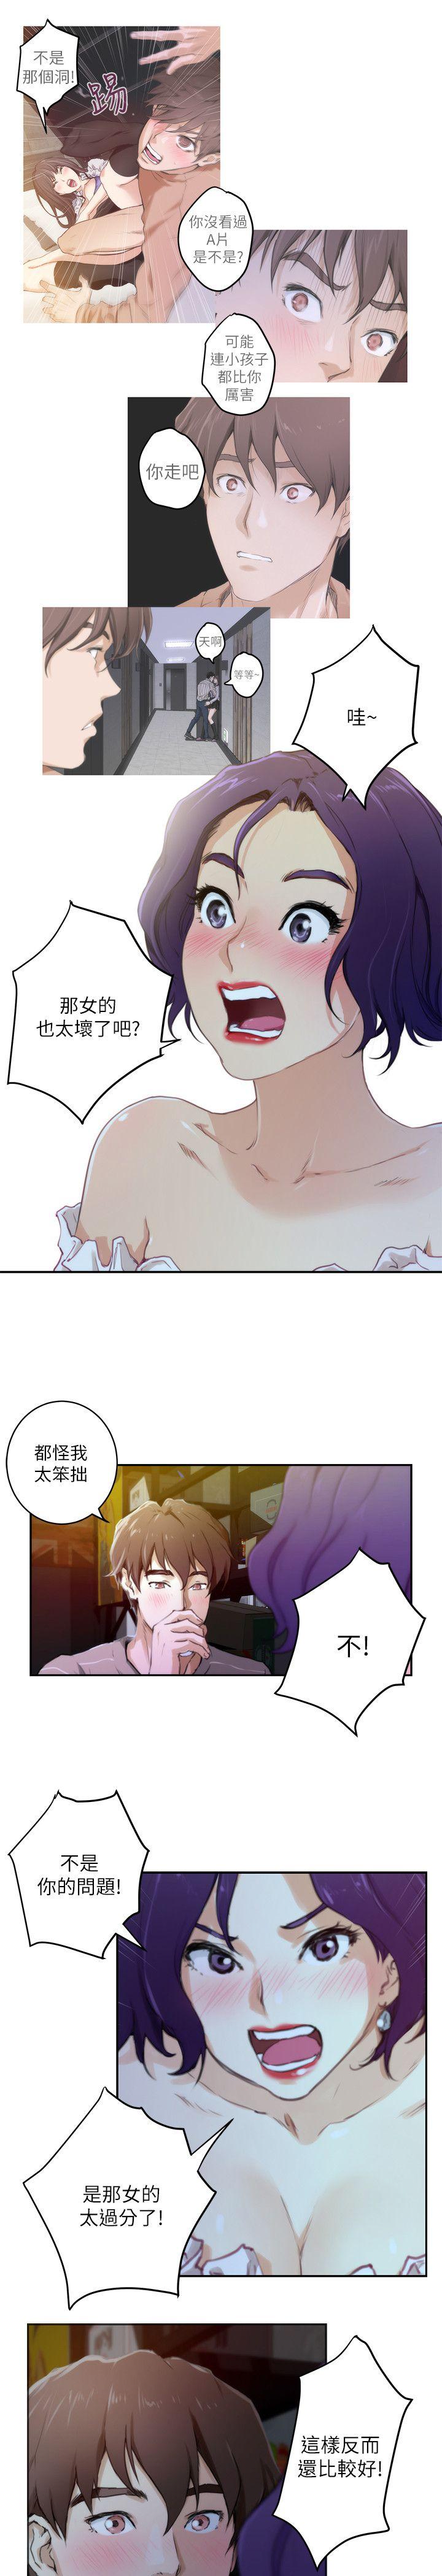 不是
那個洞!
踢
你沒看過
A片
是不是?
可能
連小孩子
都比你
厲害
你走吧
天啊
等等~
哇~
那女的
也太壞了吧?
都怪我
太笨拙
不!
不是
你的問題!
是那女的
太過分了!
這樣反而
還比較好!